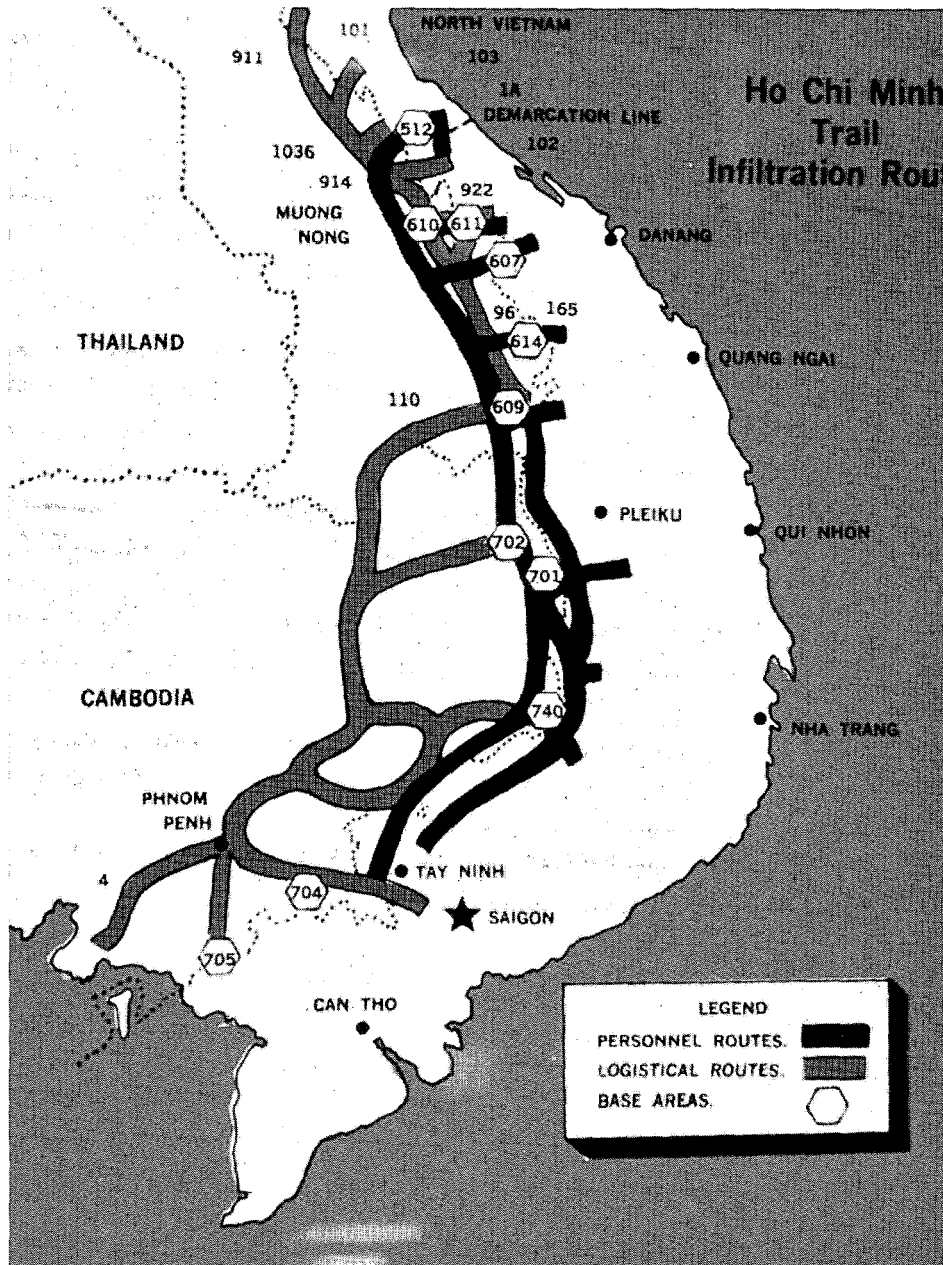 Ho Chi Minh
Trail
Infiltration Rou
911
101
NORTH VIETNAM
103
1A
DEMARCATION LINE
102
512
1036
914
922
MUONG
NONG
610
611
607
DANANG
THAILAND
96
165
614
QUANG NGAI
110
609
PLEIKU
QUI NHON
702
701
CAMBODIA
740
NHA TRANG
PHNOM
PENH
4
TAY NINH
704
SAIGON
705
CAN THO
LEGEND
PERSONNEL ROUTES.
LOGISTICAL ROUTES.
BASE AREAS.